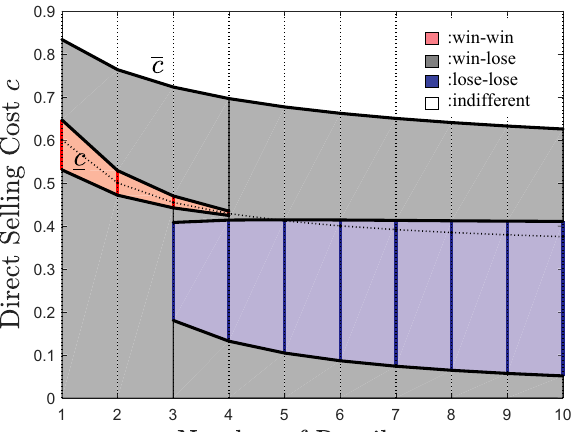 0.9
0.8
0.7
0.6
0.5
0.4
0.3
0.2
0.1
0
Direct Selling Cost c
c̅
c̲
:win-win
:win-lose
:lose-lose
:indifferent
1 2 3 4 5 6 7 8 9 10